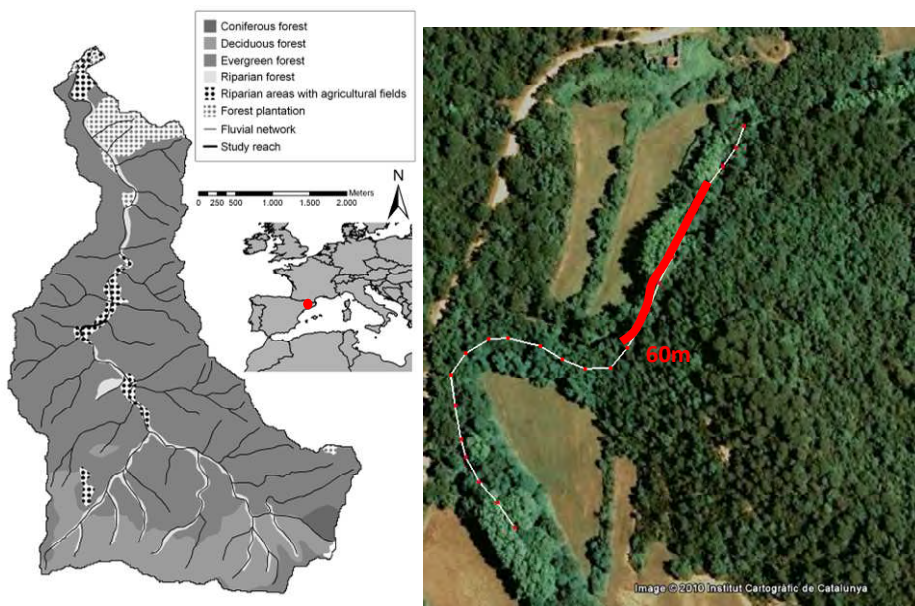 Coniferous forest
Deciduous forest
Evergreen forest
Riparian forest
Riparian areas with agricultural fields
Forest plantation
Fluvial network
Study reach
N
Meters
0 250 500 1.000 1.500 2.000
60m
Image © 2010 Institut Cartogràfic de Catalunya